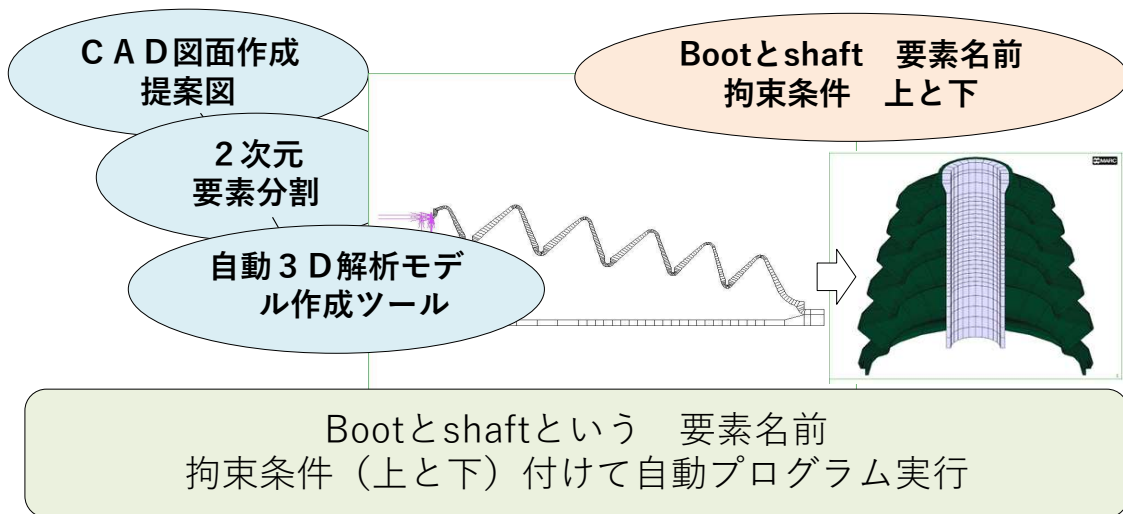 ＣＡＤ図面作成
提案図
２次元
要素分割
自動３Ｄ解析モデ
ル作成ツール
Bootとshaft　要素名前
拘束条件　上と下
MARC
Bootとshaftという　要素名前
拘束条件（上と下）付けて自動プログラム実行